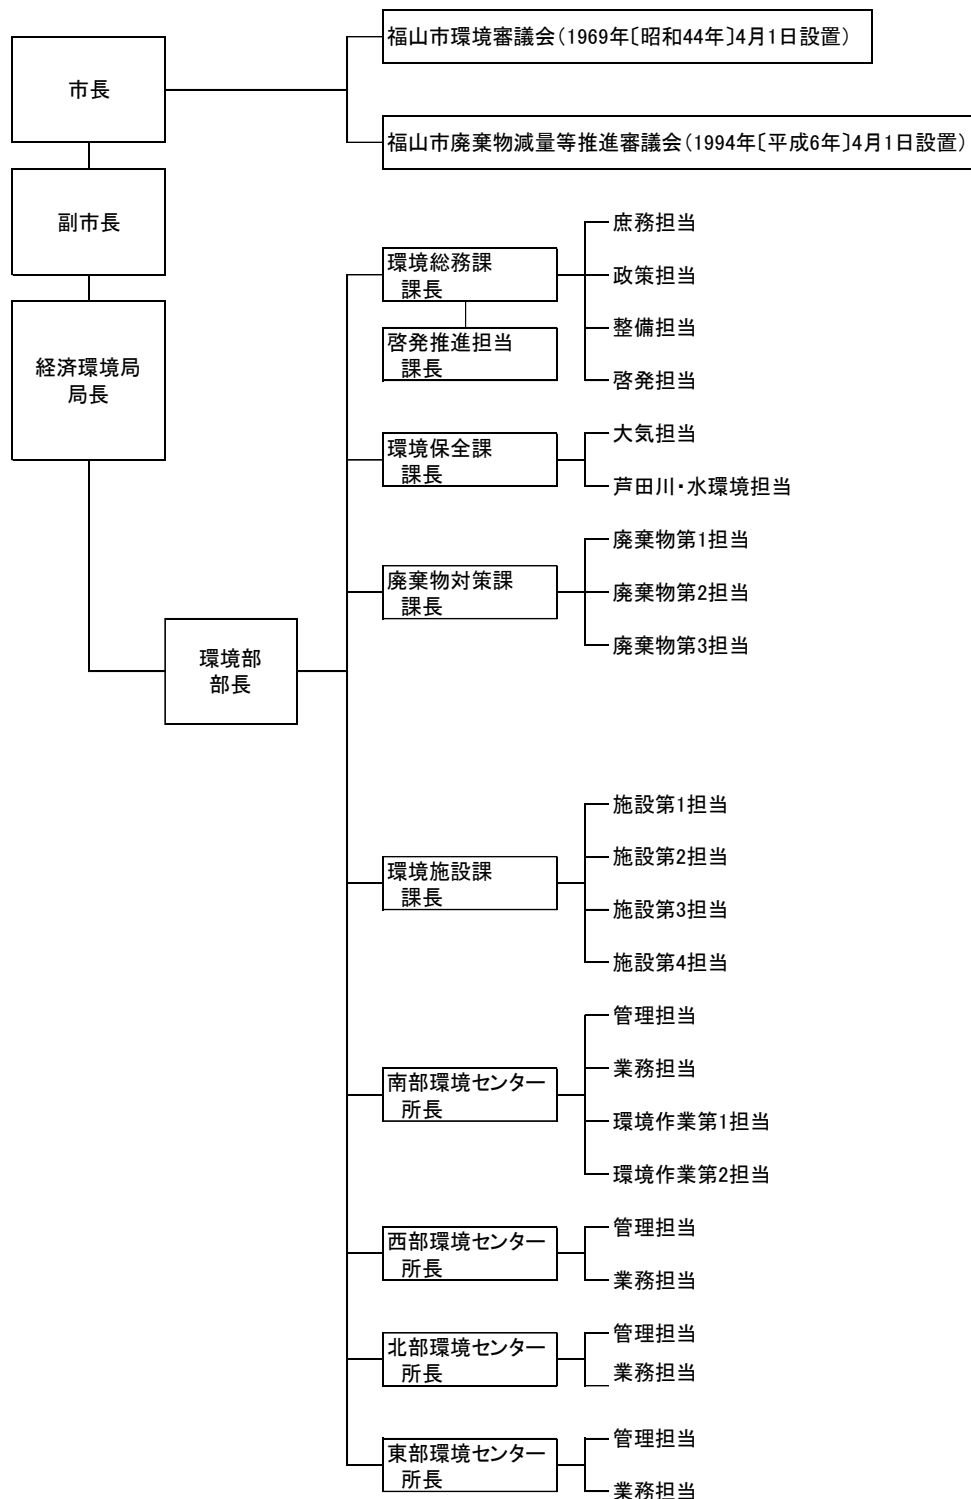 福山市環境審議会（1969年〔昭和44年〕4月1日設置）
市長
福山市廃棄物減量等推進審議会（1994年〔平成6年〕4月1日設置）
副市長
経済環境局
局長
環境部
部長
環境総務課
課長
啓発推進担当
課長
庶務担当
政策担当
整備担当
啓発担当
環境保全課
課長
大気担当
芦田川・水環境担当
廃棄物対策課
課長
廃棄物第1担当
廃棄物第2担当
廃棄物第3担当
環境施設課
課長
施設第1担当
施設第2担当
施設第3担当
施設第4担当
南部環境センター
所長
管理担当
業務担当
環境作業第1担当
環境作業第2担当
西部環境センター
所長
管理担当
業務担当
北部環境センター
所長
管理担当
業務担当
東部環境センター
所長
管理担当
業務担当